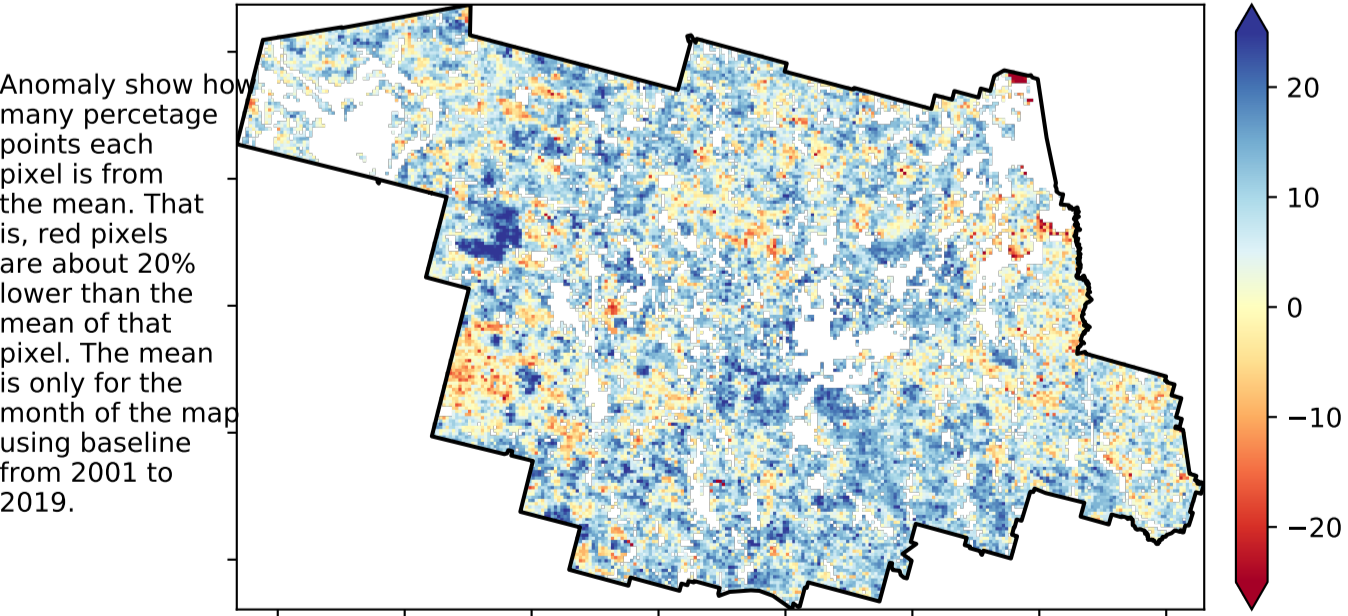 Anomaly show how
many percetage
points each
pixel is from
the mean. That
is, red pixels
are about 20%
lower than the
mean of that
pixel. The mean
is only for the
month of the map
using baseline
from 2001 to
2019.
20
10
0
−10
−20